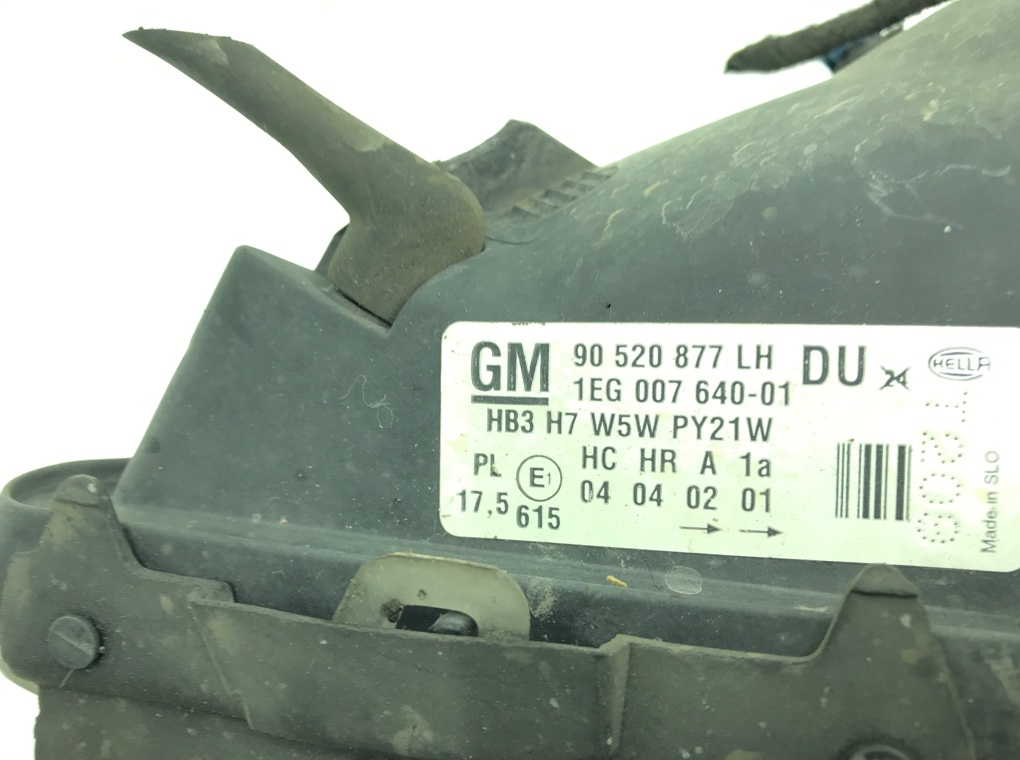 GM 90 520 877 LH DU HELLA
1EG 007 640-01
HB3 H7 W5W PY21W
PL E1 HC HR A 1a
17,5 615 04 04 02 01
Made in SLO